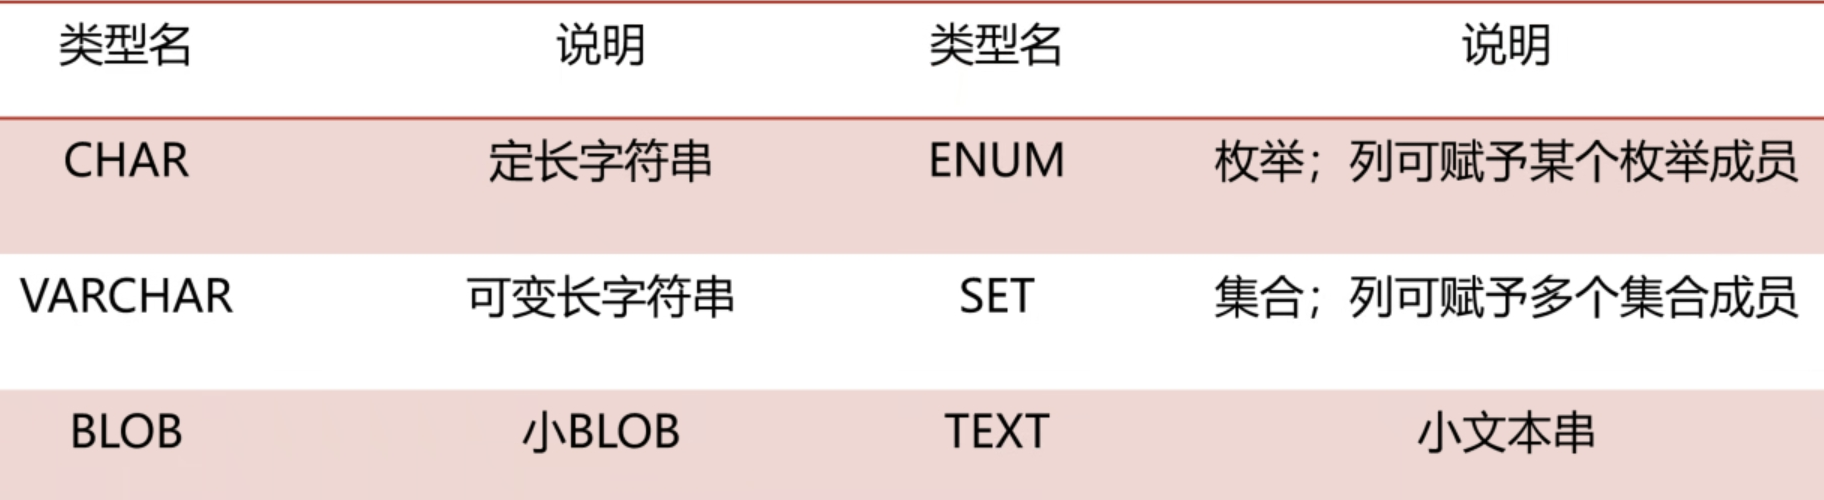 类型名 说明 类型名 说明
CHAR 定长字符串 ENUM 枚举；列可赋予某个枚举成员
VARCHAR 可变长字符串 SET 集合；列可赋予多个集合成员
BLOB 小BLOB TEXT 小文本串